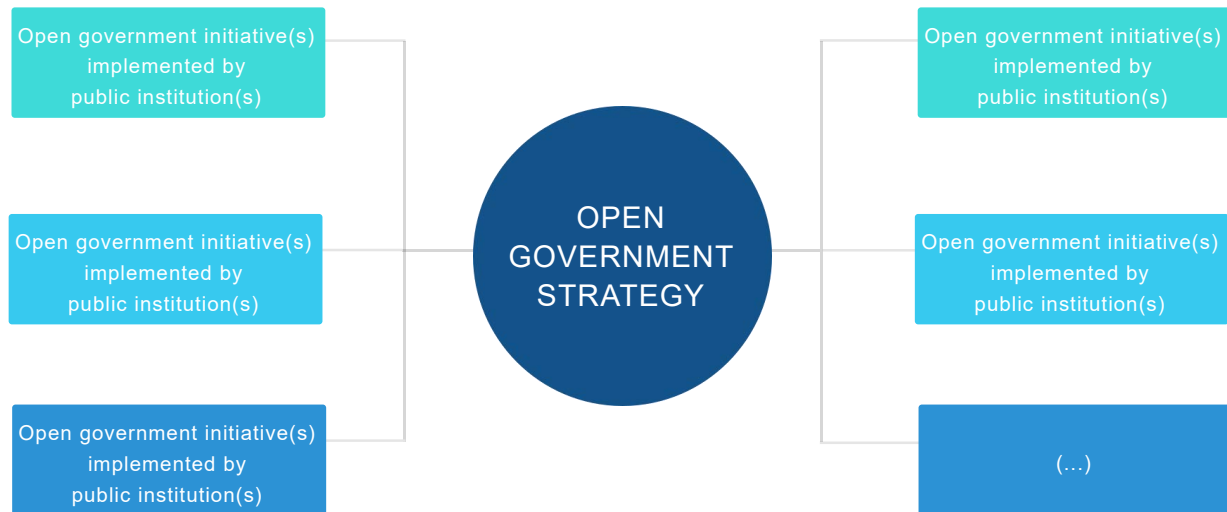 Open government initiative(s)
implemented by
public institution(s)
Open government initiative(s)
implemented by
public institution(s)
Open government initiative(s)
implemented by
public institution(s)
OPEN
GOVERNMENT
STRATEGY
Open government initiative(s)
implemented by
public institution(s)
Open government initiative(s)
implemented by
public institution(s)
(...)